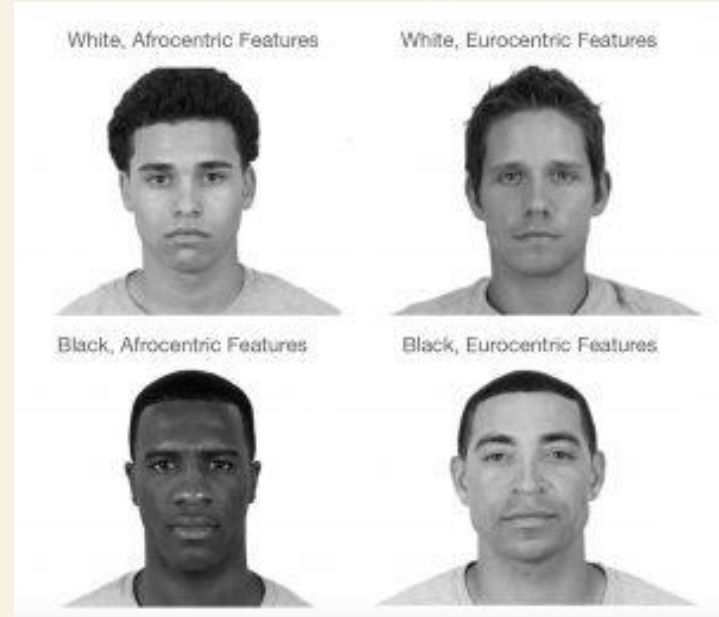 White, Afrocentric Features
White, Eurocentric Features
Black, Afrocentric Features
Black, Eurocentric Features